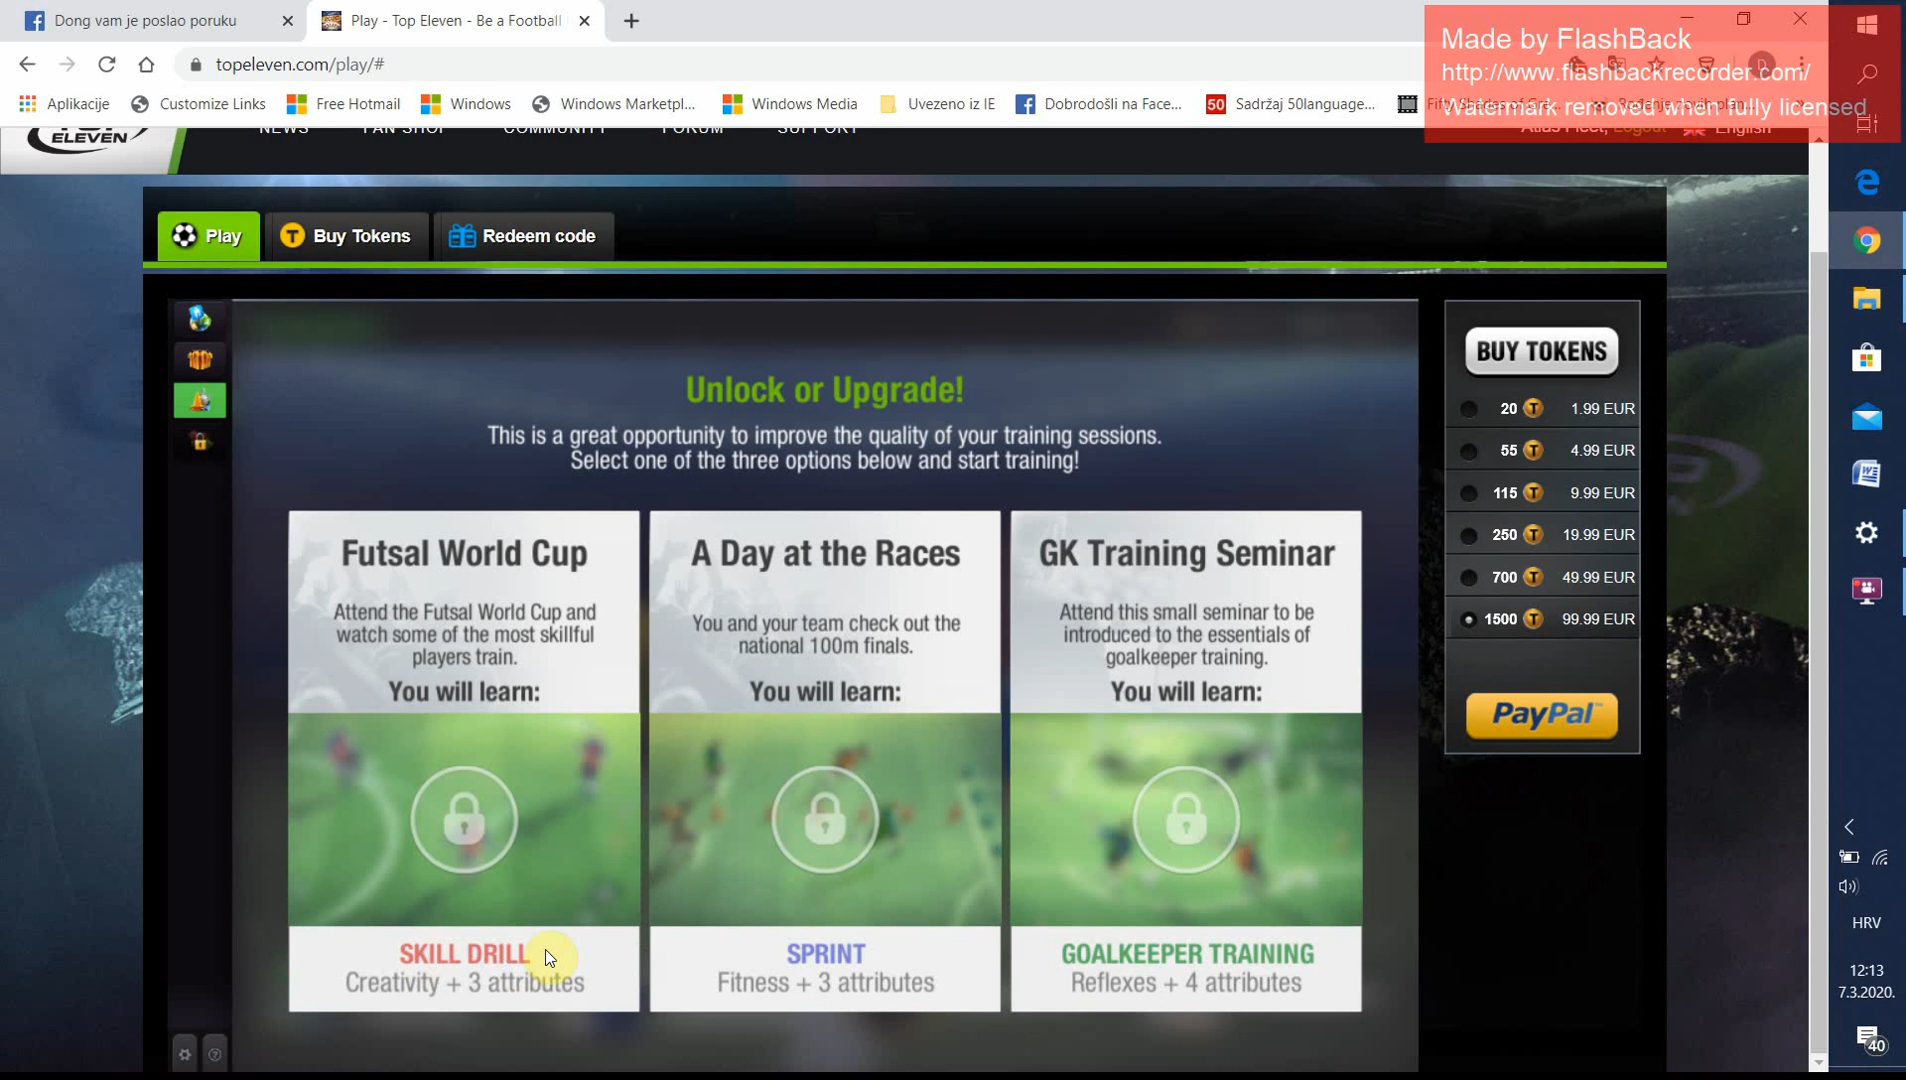 Dong vam je poslao poruku
Play - Top Eleven - Be a Football
Made by FlashBack
http://www.flashbackrecorder.com/
Watermark removed when fully licensed
topeleven.com/play/#
Aplikacije
Customize Links
Free Hotmail
Windows
Windows Marketpl...
Windows Media
Uvezeno iz IE
Dobrodošli na Face...
50
Sadržaj 50language...
ELEVEN
NEWS
FAN SHOP
COMMUNITY
FORUM
SUPPORT
Atlas Fleet, Logout
English
Play
T Buy Tokens
Redeem code
Unlock or Upgrade!
This is a great opportunity to improve the quality of your training sessions.
Select one of the three options below and start training!
Futsal World Cup
Attend the Futsal World Cup and
watch some of the most skillful
players train.
You will learn:
SKILL DRILL
Creativity + 3 attributes
A Day at the Races
You and your team check out the
national 100m finals.
You will learn:
SPRINT
Fitness + 3 attributes
GK Training Seminar
Attend this small seminar to be
introduced to the essentials of
goalkeeper training.
You will learn:
GOALKEEPER TRAINING
Reflexes + 4 attributes
BUY TOKENS
20 T 1.99 EUR
55 T 4.99 EUR
115 T 9.99 EUR
250 T 19.99 EUR
700 T 49.99 EUR
1500 T 99.99 EUR
PayPal™
HRV
12:13
7.3.2020.
40